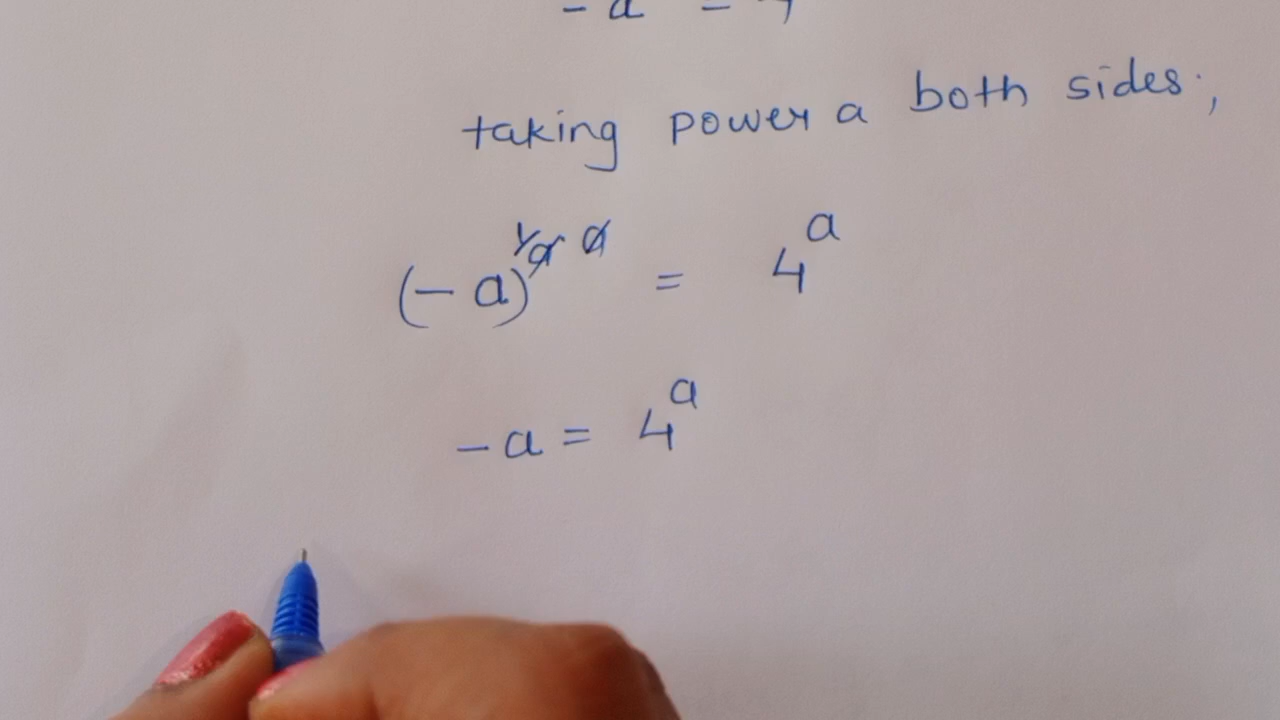 taking power a both sides,
(-a)^{1/a a} = 4^a
-a = 4^a